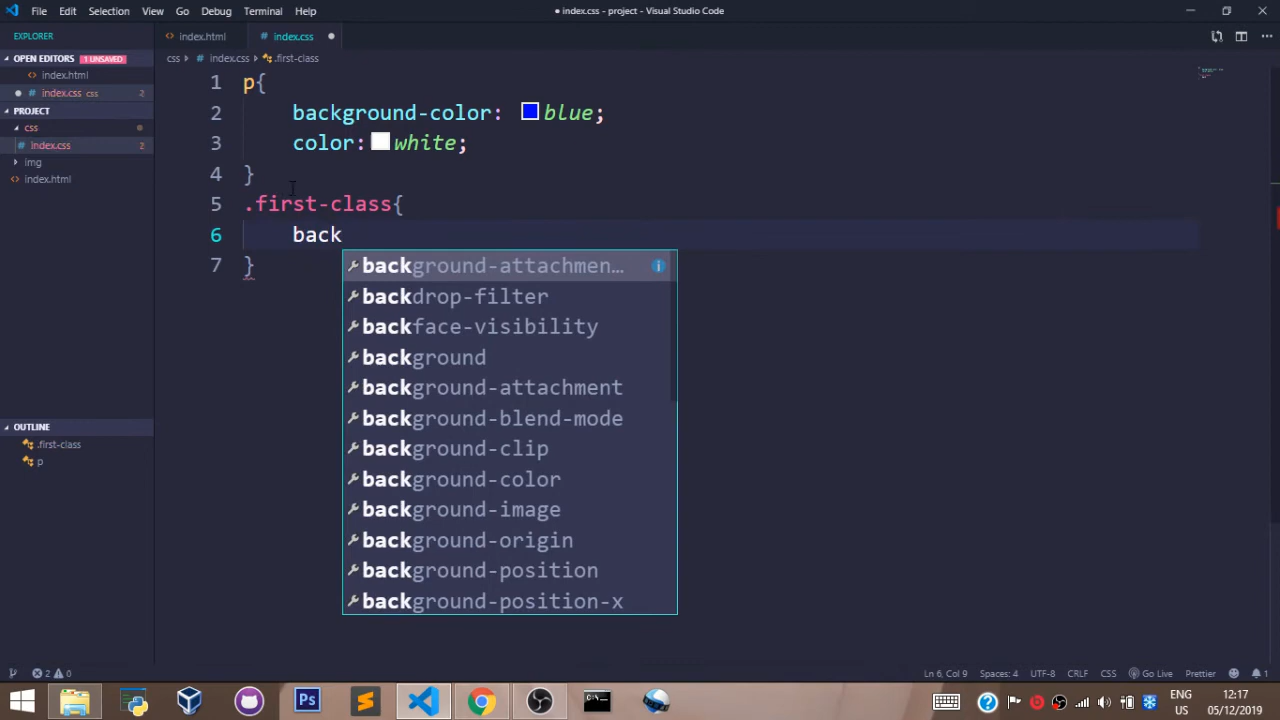 File Edit Selection View Go Debug Terminal Help
● index.css - project - Visual Studio Code
EXPLORER
index.html
index.css
OPEN EDITORS 1 UNSAVED
index.html
index.css css 2
PROJECT
css
index.css 2
img
index.html
OUTLINE
.first-class
p
css > # index.css > .first-class
1 p{
2 background-color: blue;
3 color: white;
4 }
5 .first-class{
6 back
7 }
background-attachmen…
backdrop-filter
backface-visibility
background
background-attachment
background-blend-mode
background-clip
background-color
background-image
background-origin
background-position
background-position-x
2 0
Ln 6, Col 9 Spaces: 4 UTF-8 CRLF CSS Go Live Prettier 1
Ps
ENG
US
12:17
05/12/2019